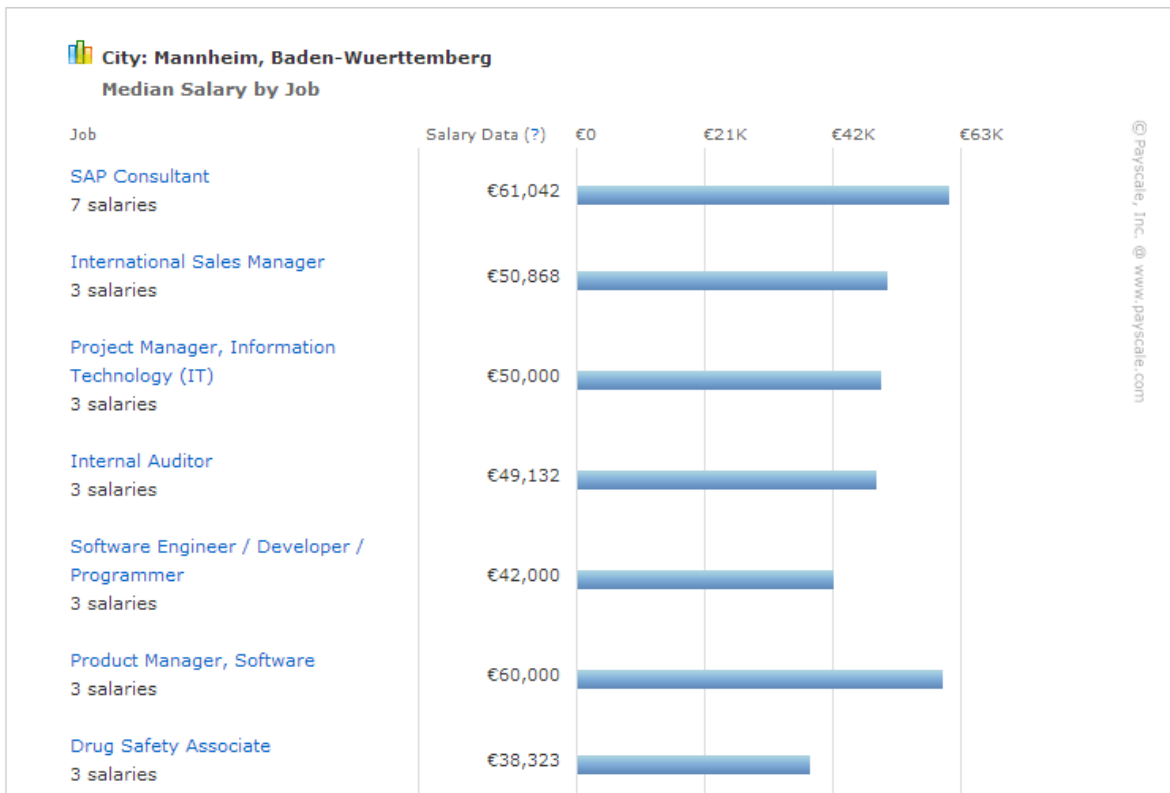 City: Mannheim, Baden-Wuerttemberg
Median Salary by Job
Job Salary Data (?) €0 €21K €42K €63K
SAP Consultant
7 salaries
€61,042
International Sales Manager
3 salaries
€50,868
Project Manager, Information
Technology (IT)
3 salaries
€50,000
Internal Auditor
3 salaries
€49,132
Software Engineer / Developer /
Programmer
3 salaries
€42,000
Product Manager, Software
3 salaries
€60,000
Drug Safety Associate
3 salaries
€38,323
© Payscale, Inc. @ www.payscale.com